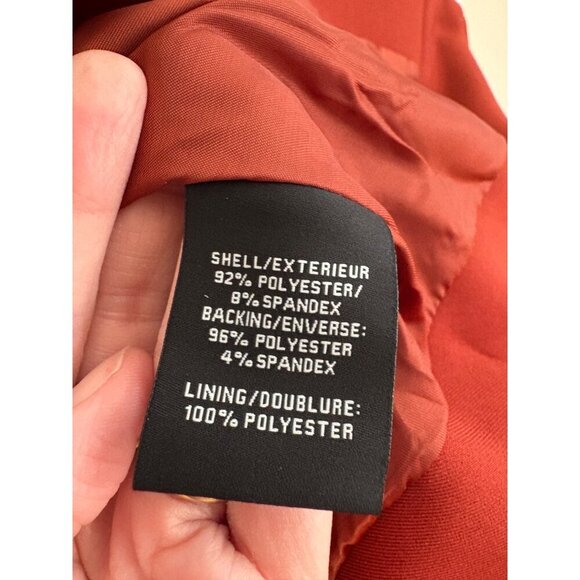 SHELL/EXTERIEUR
92% POLYESTER/
8% SPANDEX
BACKING/ENVERSE:
96% POLYESTER
4% SPANDEX
LINING/DOUBLURE:
100% POLYESTER